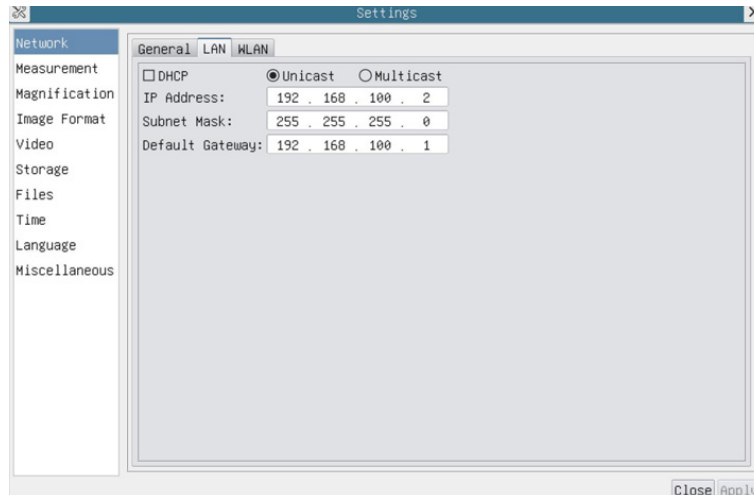 Settings
Network
Measurement
Magnification
Image Format
Video
Storage
Files
Time
Language
Miscellaneous
General LAN WLAN
DHCP Unicast Multicast
IP Address: 192 . 168 . 100 . 2
Subnet Mask: 255 . 255 . 255 . 0
Default Gateway: 192 . 168 . 100 . 1
Close Apply